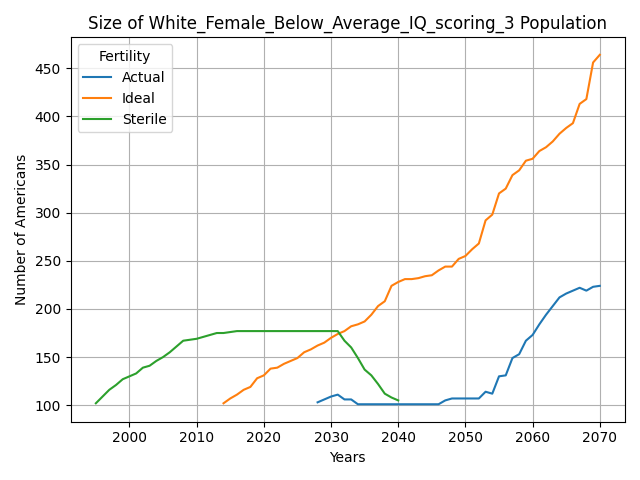 Size of White_Female_Below_Average_IQ_scoring_3 Population
Fertility
Actual
Ideal
Sterile
Number of Americans
450
400
350
300
250
200
150
100
2000 2010 2020 2030 2040 2050 2060 2070
Years